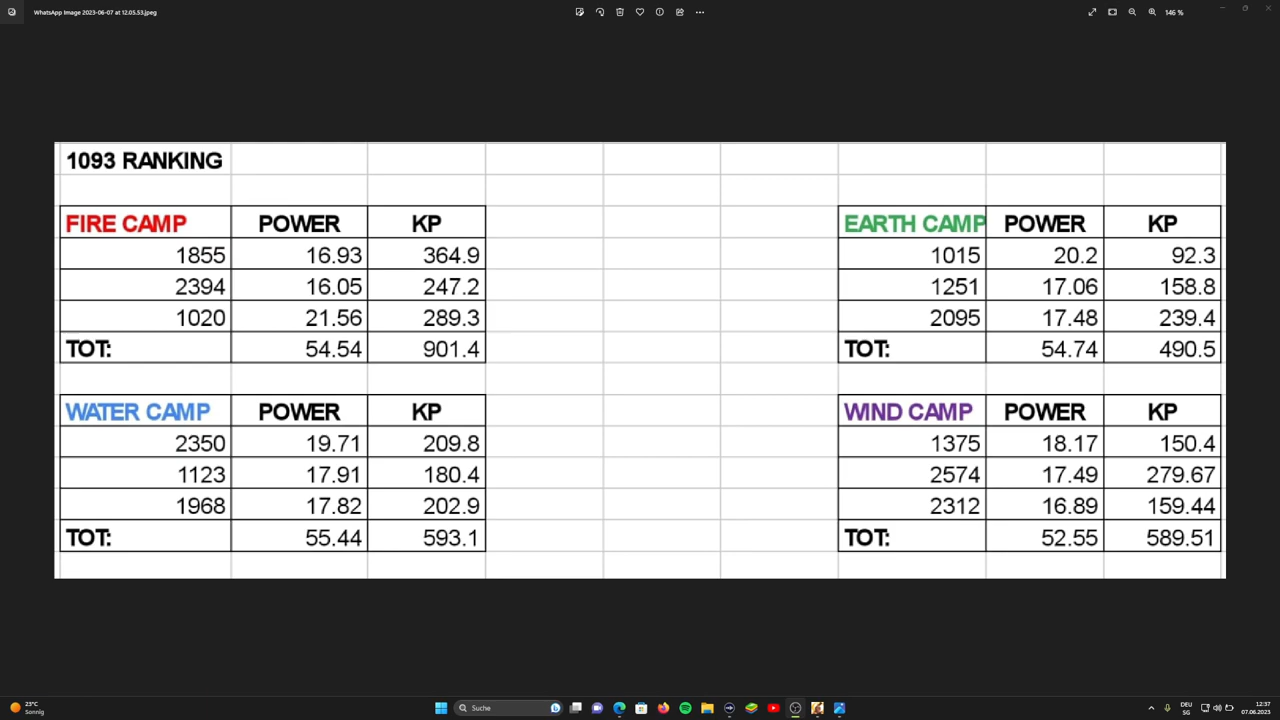 WhatsApp Image 2023-06-07 at 12.05.53.jpeg
146 %
1093 RANKING
FIRE CAMP POWER KP
1855 16.93 364.9
2394 16.05 247.2
1020 21.56 289.3
TOT: 54.54 901.4
EARTH CAMP POWER KP
1015 20.2 92.3
1251 17.06 158.8
2095 17.48 239.4
TOT: 54.74 490.5
WATER CAMP POWER KP
2350 19.71 209.8
1123 17.91 180.4
1968 17.82 202.9
TOT: 55.44 593.1
WIND CAMP POWER KP
1375 18.17 150.4
2574 17.49 279.67
2312 16.89 159.44
TOT: 52.55 589.51
23°C
Sonnig
Suche
DEU
SG
12:37
07.06.2023